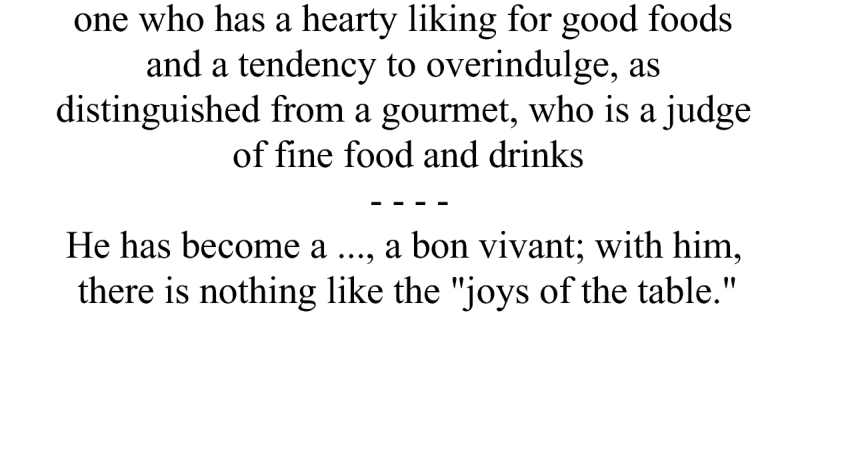 one who has a hearty liking for good foods
and a tendency to overindulge, as
distinguished from a gourmet, who is a judge
of fine food and drinks
- - - -
He has become a ..., a bon vivant; with him,
there is nothing like the "joys of the table."